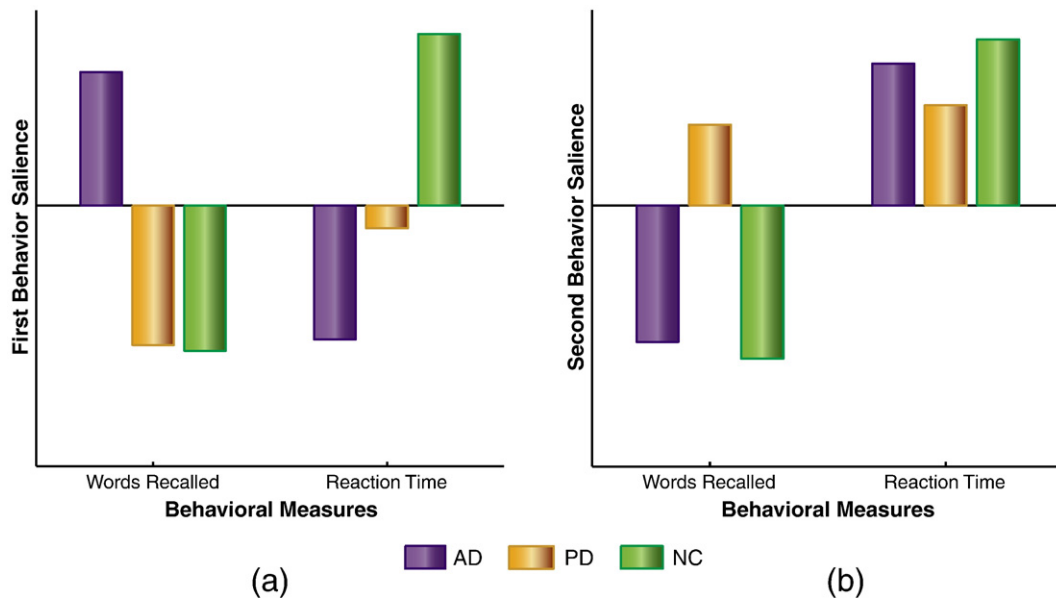 First Behavior Salience
Words Recalled
Reaction Time
Behavioral Measures
Second Behavior Salience
Words Recalled
Reaction Time
Behavioral Measures
(a)
AD
PD
NC
(b)